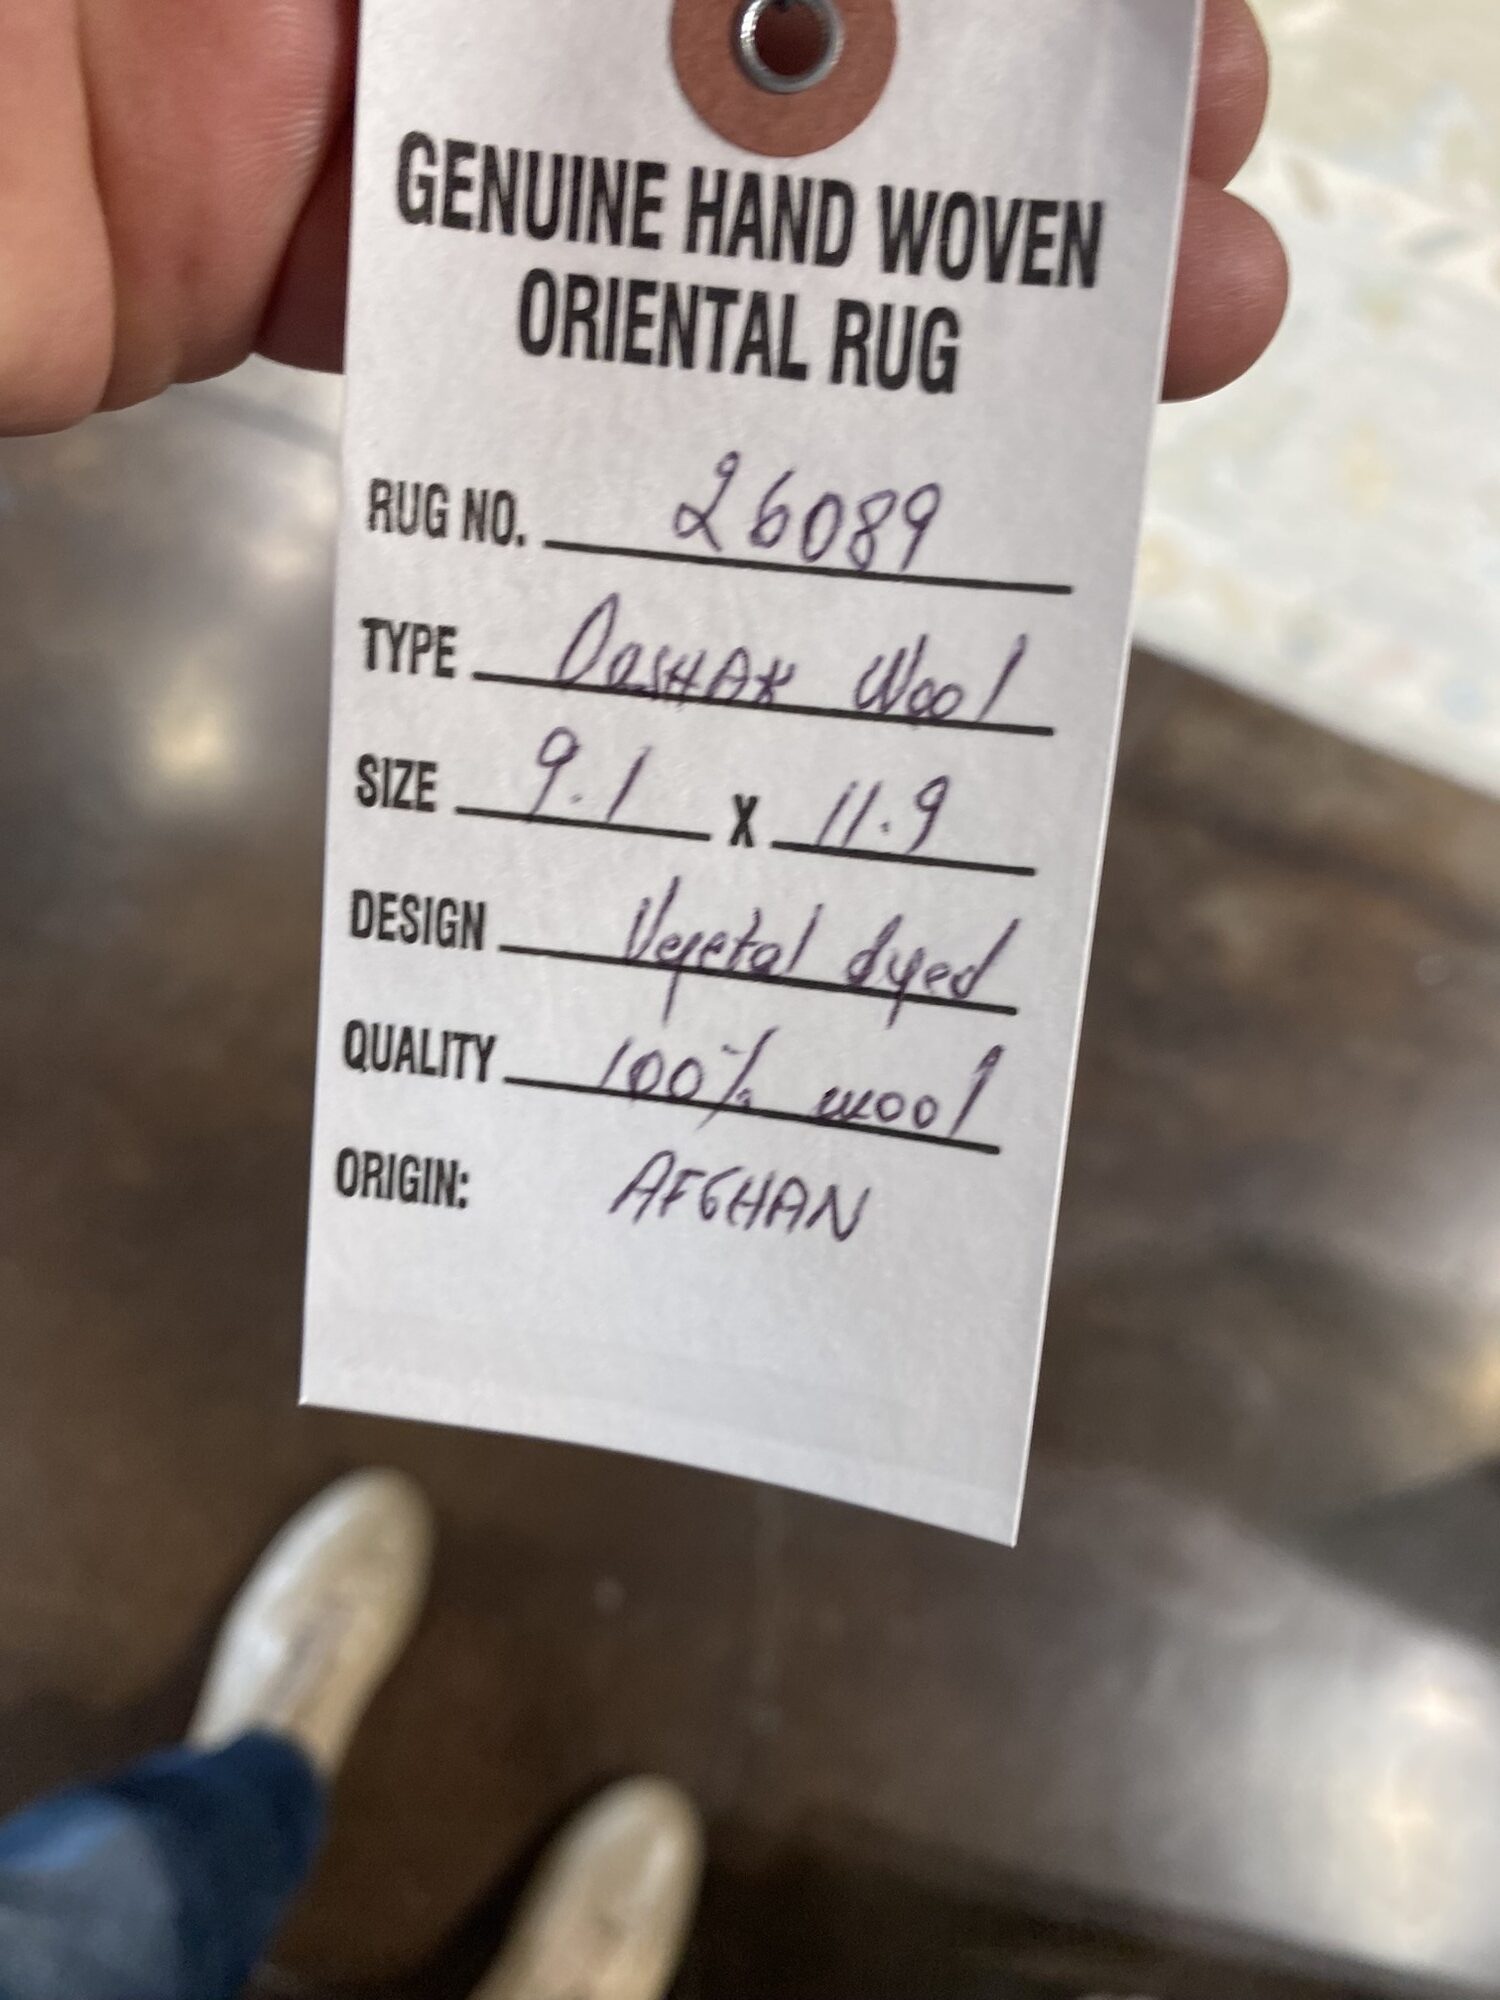 GENUINE HAND WOVEN
ORIENTAL RUG
RUG NO. 26089
TYPE Wool
SIZE 9.1 X 11.9
DESIGN Vegetal dyed
QUALITY 100% wool
ORIGIN: AFGHAN